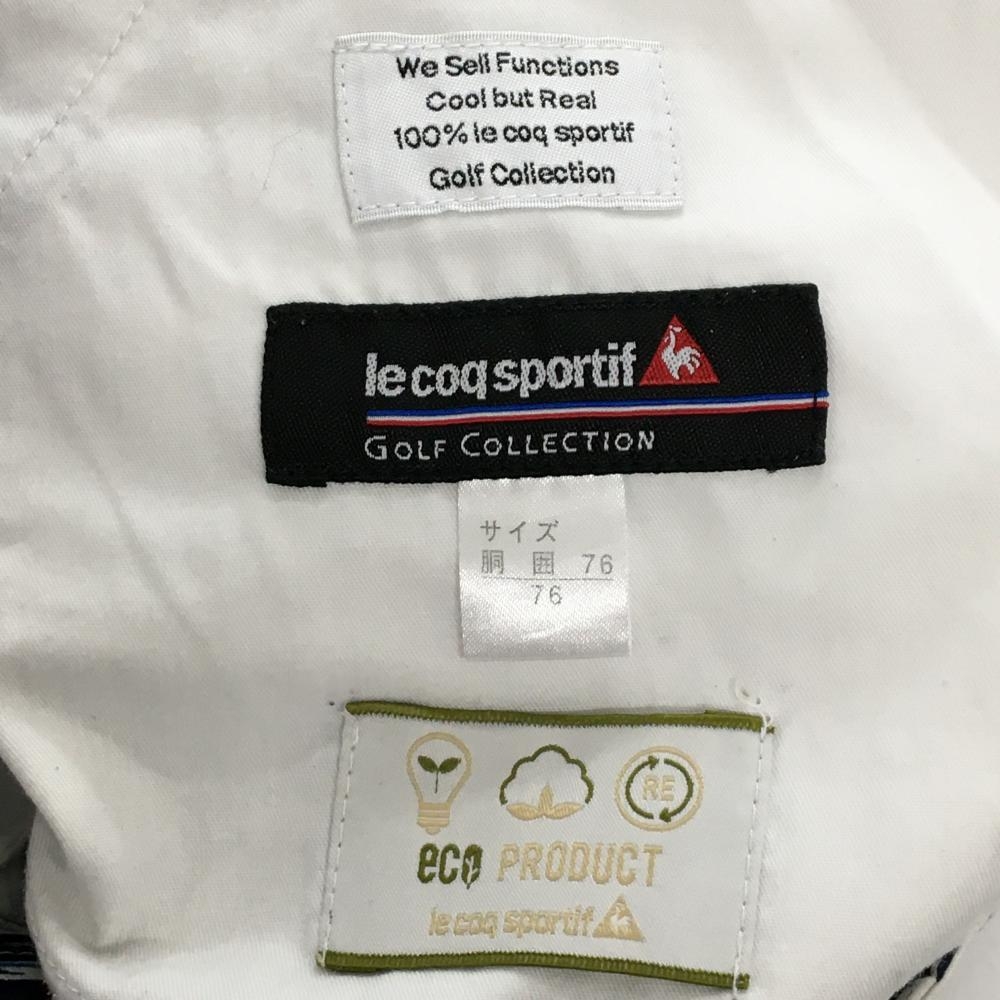 We Sell Functions
Cool but Real
100% le coq sportif
Golf Collection
le coq sportif
GOLF COLLECTION
サイズ
胴 囲 76
76
RE
eco PRODUCT
le coq sportif